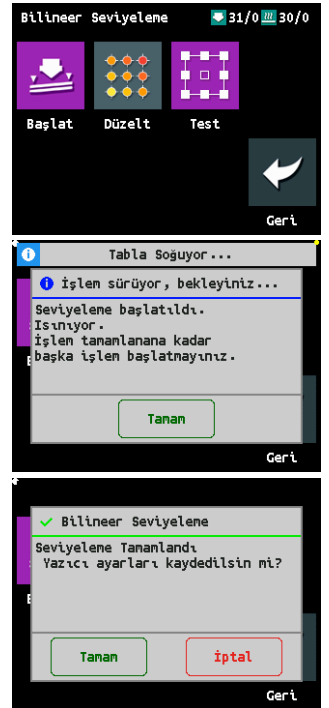 Bilineer Seviyeleme 31/0 30/0
Başlat Düzelt Test
Geri
Tabla Soğuyor...
İşlem sürüyor, bekleyiniz...
Seviyeleme başlatıldı.
Isınıyor.
İşlem tamamlanana kadar
başka işlem başlatmayınız.
Tamam
Geri
Bilineer Seviyeleme
Seviyeleme Tamamlandı
Yazıcı ayarları kaydedilsin mi?
Tamam İptal
Geri